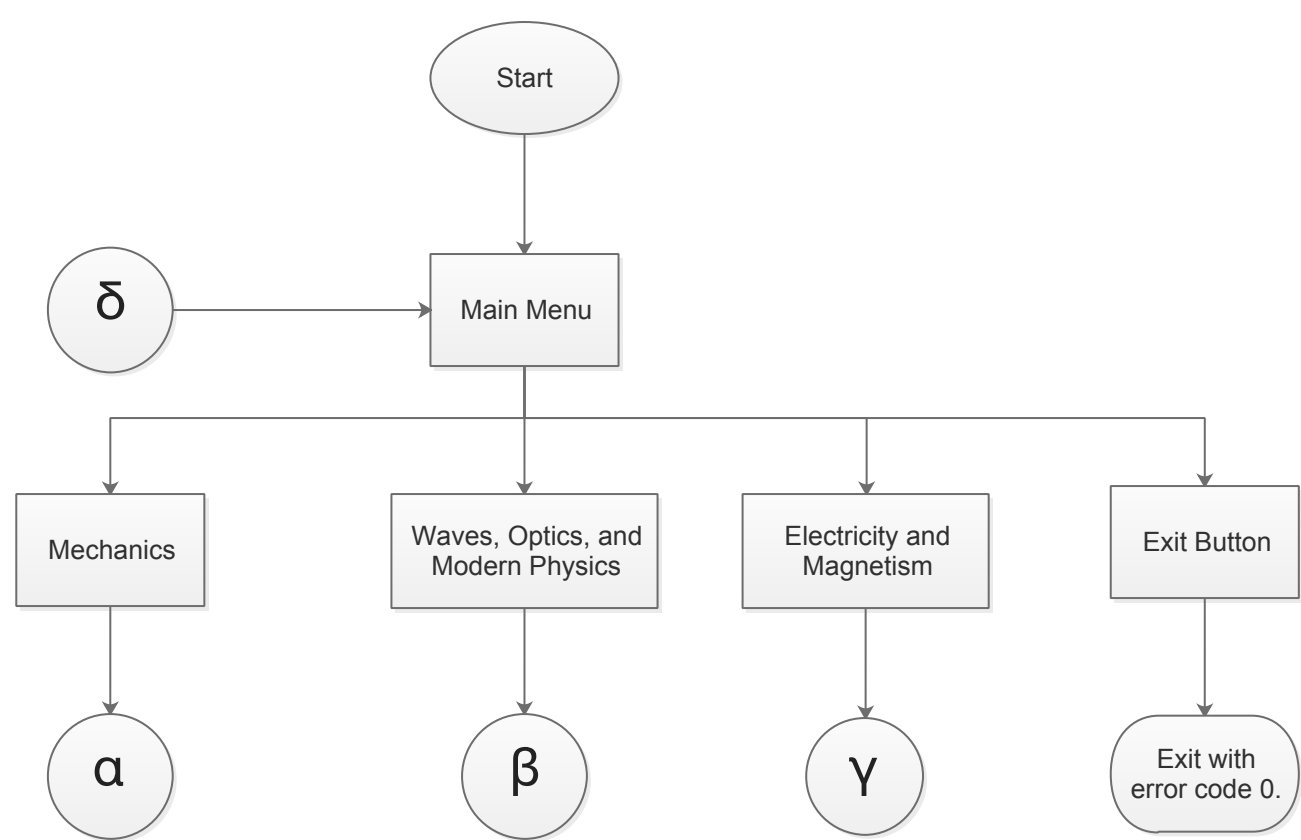 Start
δ
Main Menu
Mechanics
Waves, Optics, and
Modern Physics
Electricity and
Magnetism
Exit Button
α
β
γ
Exit with
error code 0.